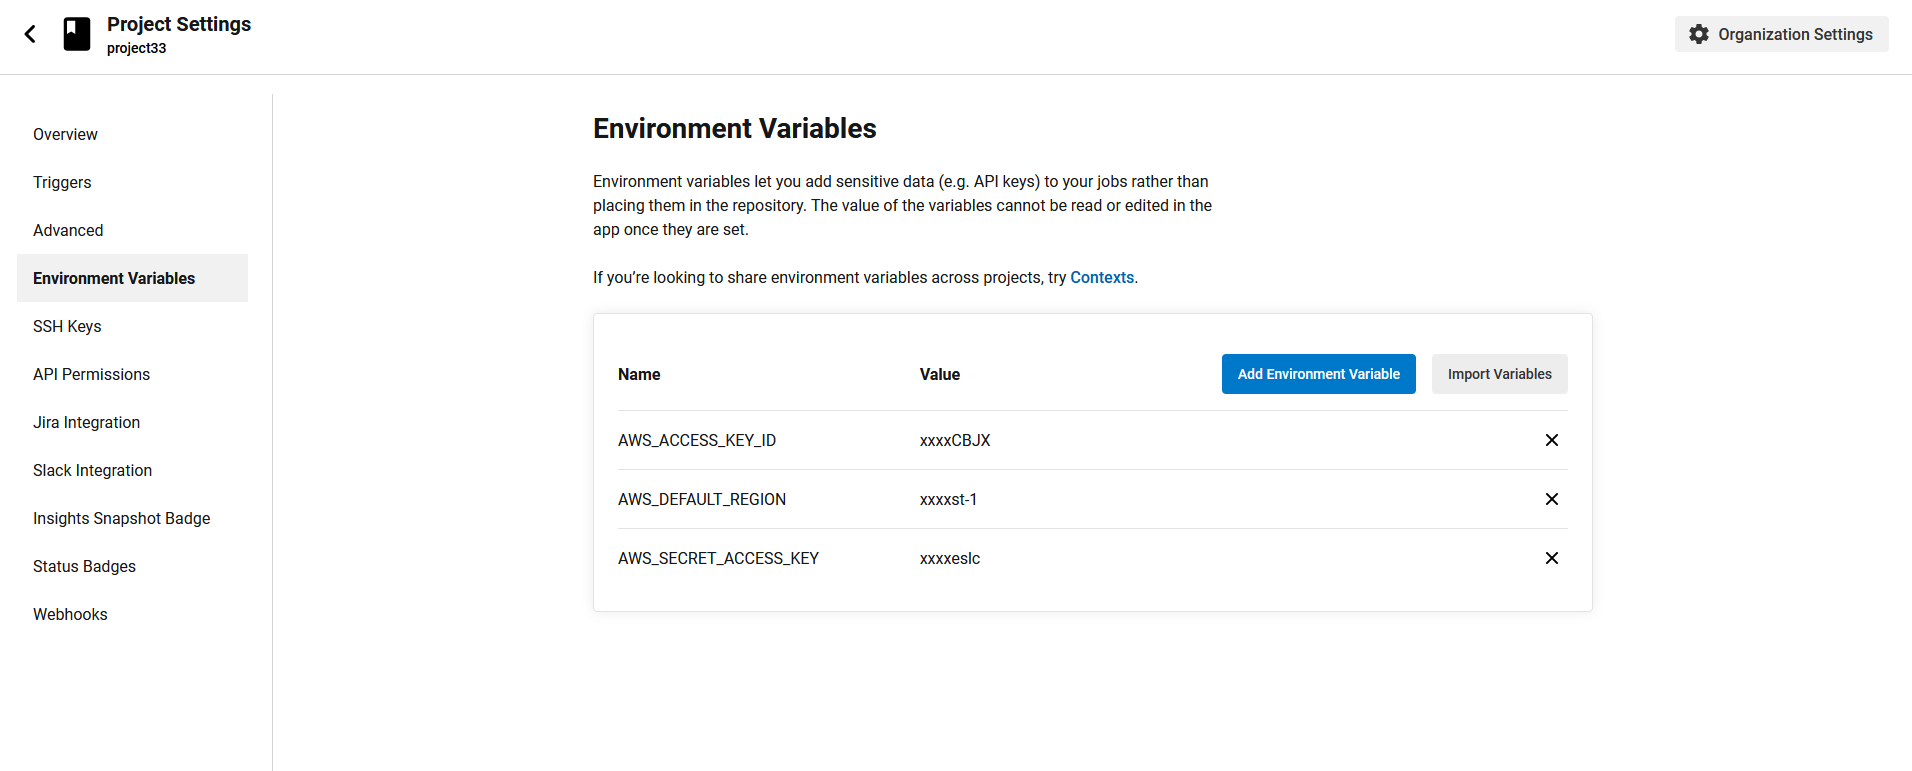 Project Settings
project33
Organization Settings
Overview
Triggers
Advanced
Environment Variables
SSH Keys
API Permissions
Jira Integration
Slack Integration
Insights Snapshot Badge
Status Badges
Webhooks
Environment Variables
Environment variables let you add sensitive data (e.g. API keys) to your jobs rather than
placing them in the repository. The value of the variables cannot be read or edited in the
app once they are set.
If you’re looking to share environment variables across projects, try Contexts.
Name Value Add Environment Variable Import Variables
AWS_ACCESS_KEY_ID xxxxCBJX
AWS_DEFAULT_REGION xxxxst-1
AWS_SECRET_ACCESS_KEY xxxxeslc